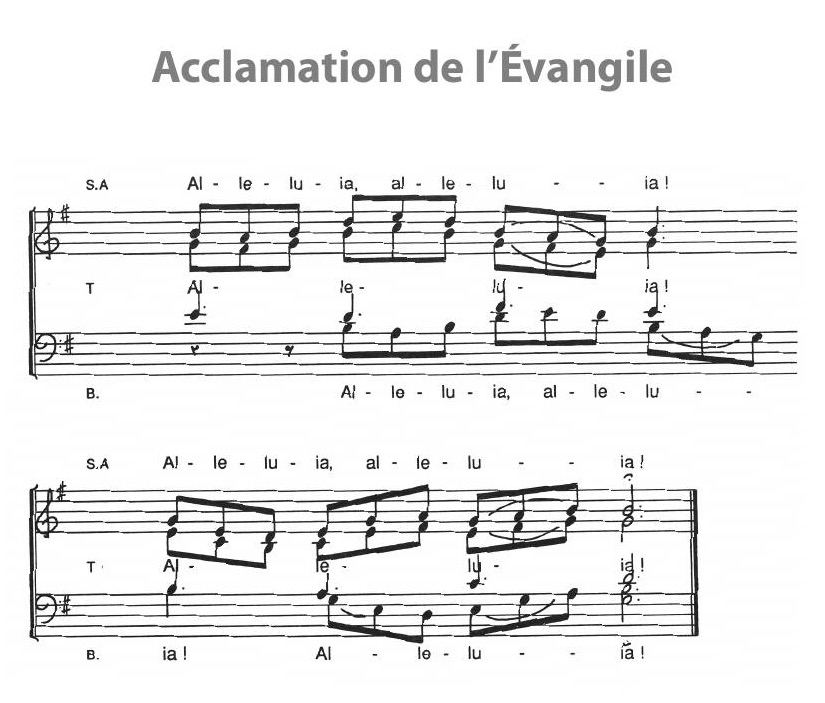 Acclamation de l’Évangile
S.A Al - le - lu - ia, al - le - lu - - ia !
T Al - le - lu - ia !
B. Al - le - lu - ia, al - le - lu - -
S.A Al - le - lu - ia, al - le - lu - - ia !
T Al - le - lu - ia !
B. ia ! Al - le - lu - - ia !